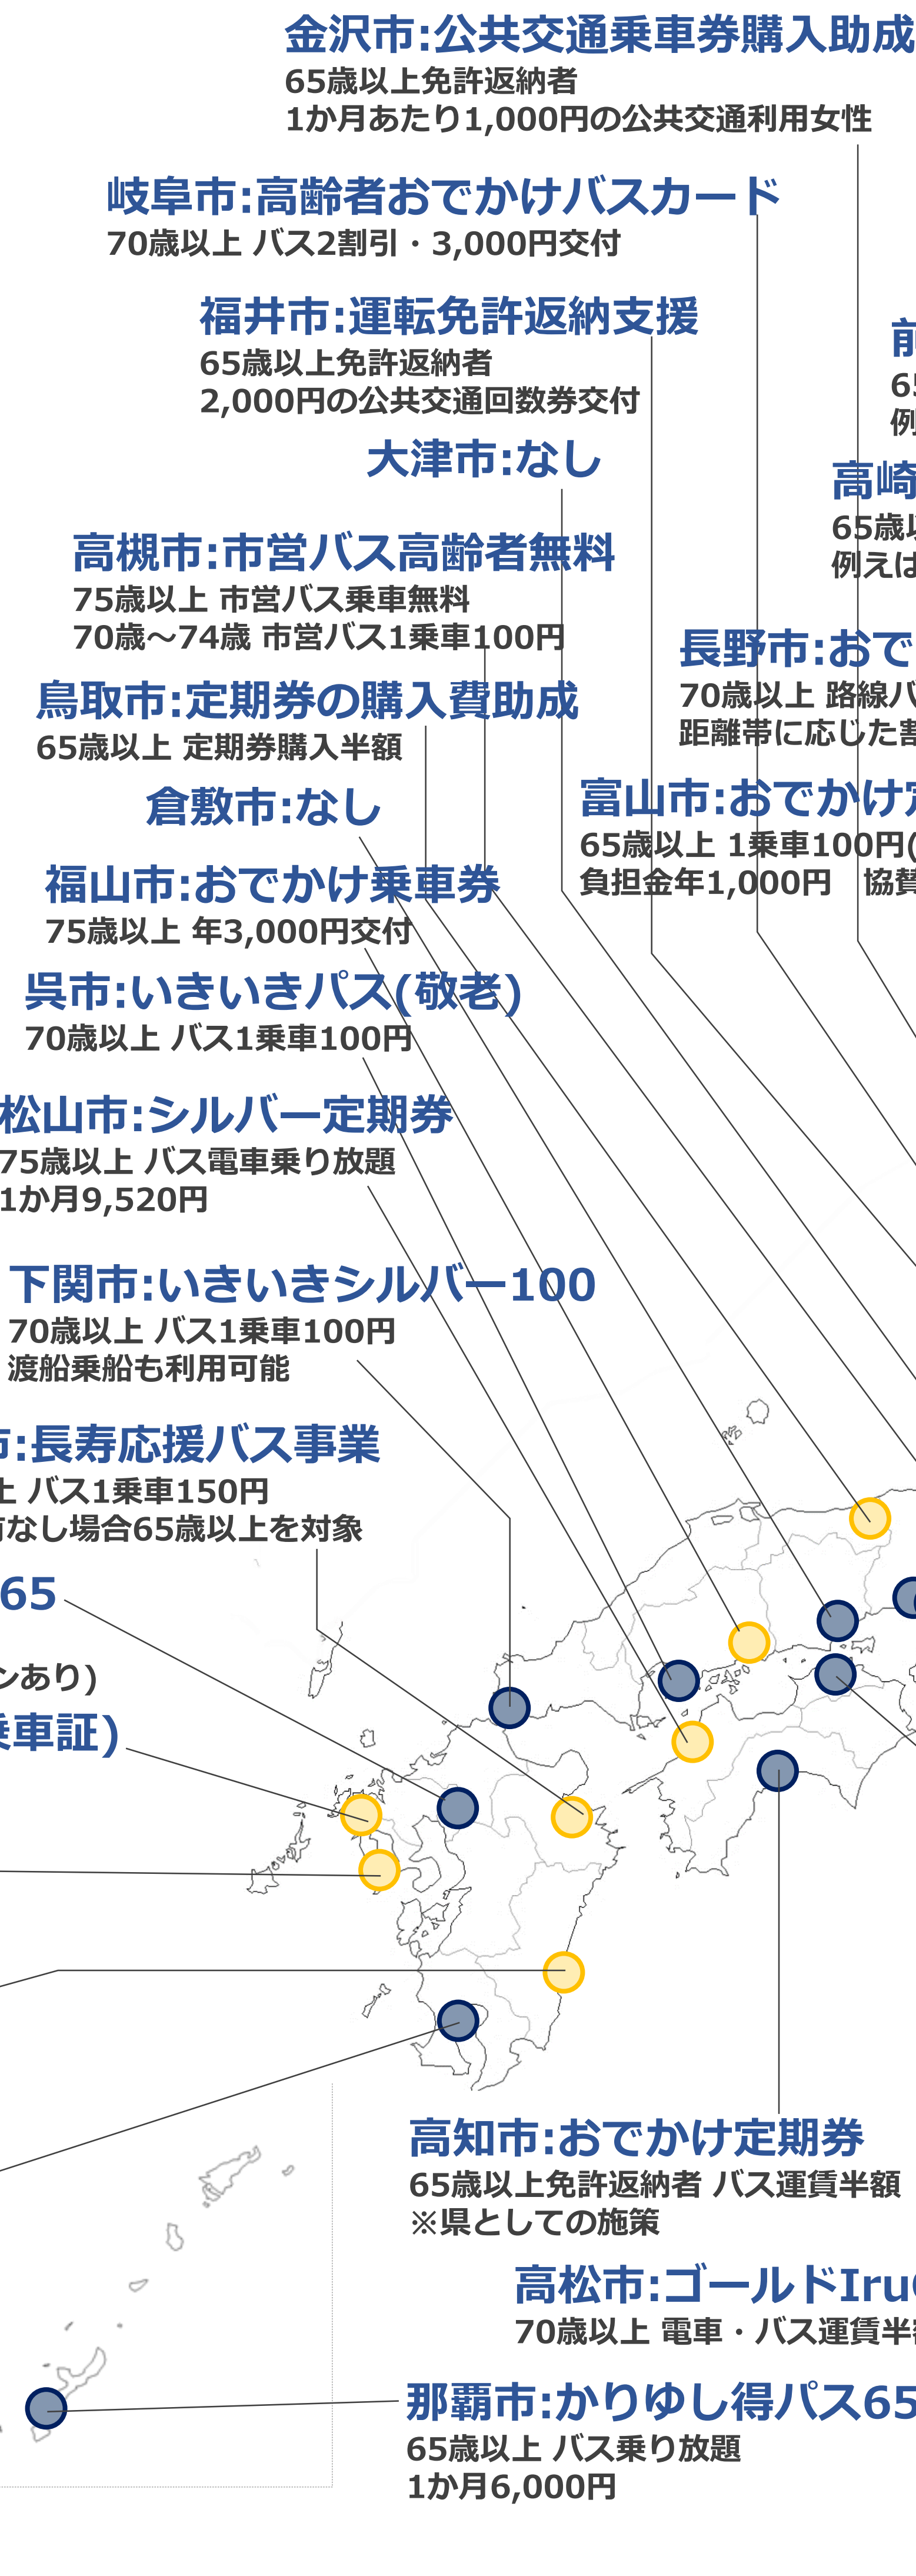 金沢市:公共交通乗車券購入助成
65歳以上免許返納者
1か月あたり1,000円の公共交通利用女性
岐阜市:高齢者おでかけバスカード
70歳以上 バス2割引・3,000円交付
福井市:運転免許返納支援
65歳以上免許返納者
2,000円の公共交通回数券交付
前
65
例
大津市:なし
高崎
65歳以
例えは
高槻市:市営バス高齢者無料
75歳以上 市営バス乗車無料
70歳～74歳 市営バス1乗車100円
長野市:おで
70歳以上 路線バ
距離帯に応じた割
鳥取市:定期券の購入費助成
65歳以上 定期券購入半額
倉敷市:なし
富山市:おでかけ定
65歳以上 1乗車100円(
負担金年1,000円 協賛
福山市:おでかけ乗車券
75歳以上 年3,000円交付
呉市:いきいきパス(敬老)
70歳以上 バス1乗車100円
松山市:シルバー定期券
75歳以上 バス電車乗り放題
1か月9,520円
下関市:いきいきシルバー100
70歳以上 バス1乗車100円
渡船乗船も利用可能
市:長寿応援バス事業
上 バス1乗車150円
有なし場合65歳以上を対象
65
ンあり)
乗車証)
高知市:おでかけ定期券
65歳以上免許返納者 バス運賃半額
※県としての施策
高松市:ゴールドIru
70歳以上 電車・バス運賃半額
那覇市:かりゆし得パス65
65歳以上 バス乗り放題
1か月6,000円